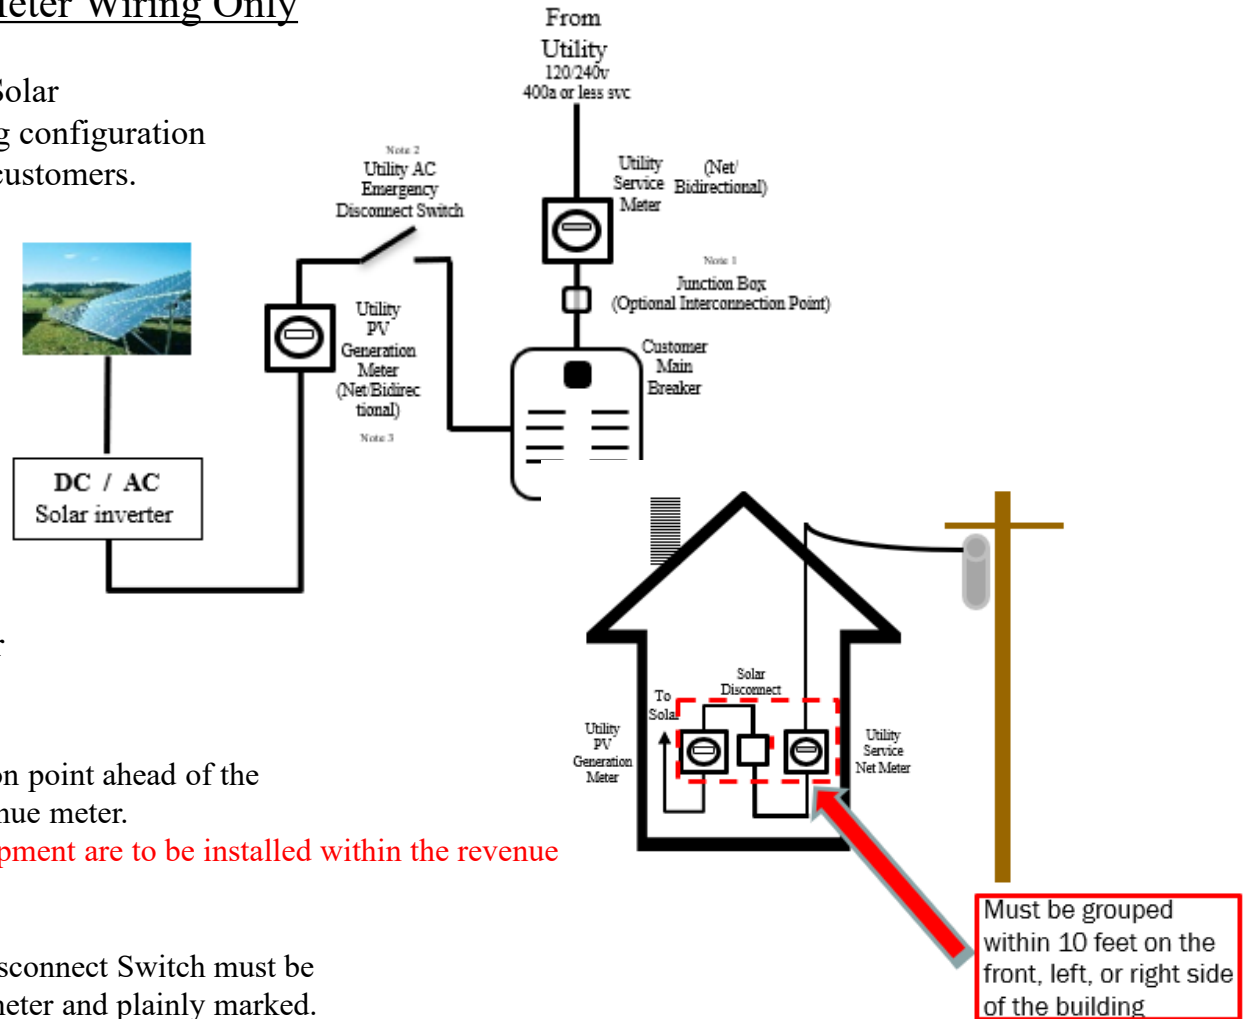 Meter Wiring Only
From
Utility
120/240v
400a or less svc
Solar
g configuration
customers.
Note 2
Utility AC
Emergency
Disconnect Switch
Utility
Service
Meter
(Net/
Bidirectional)
Note 1
Junction Box
(Optional Interconnection Point)
Utility
PV
Generation
Meter
(Net/Bidirec
tional)
Note 3
Customer
Main
Breaker
DC / AC
Solar inverter
r
Solar
Disconnect
To
Solar
Utility
PV
Generation
Meter
Utility
Service
Net Meter
on point ahead of the
nue meter.
pment are to be installed within the revenue
Must be grouped
within 10 feet on the
front, left, or right side
of the building
sconnect Switch must be
neter and plainly marked.